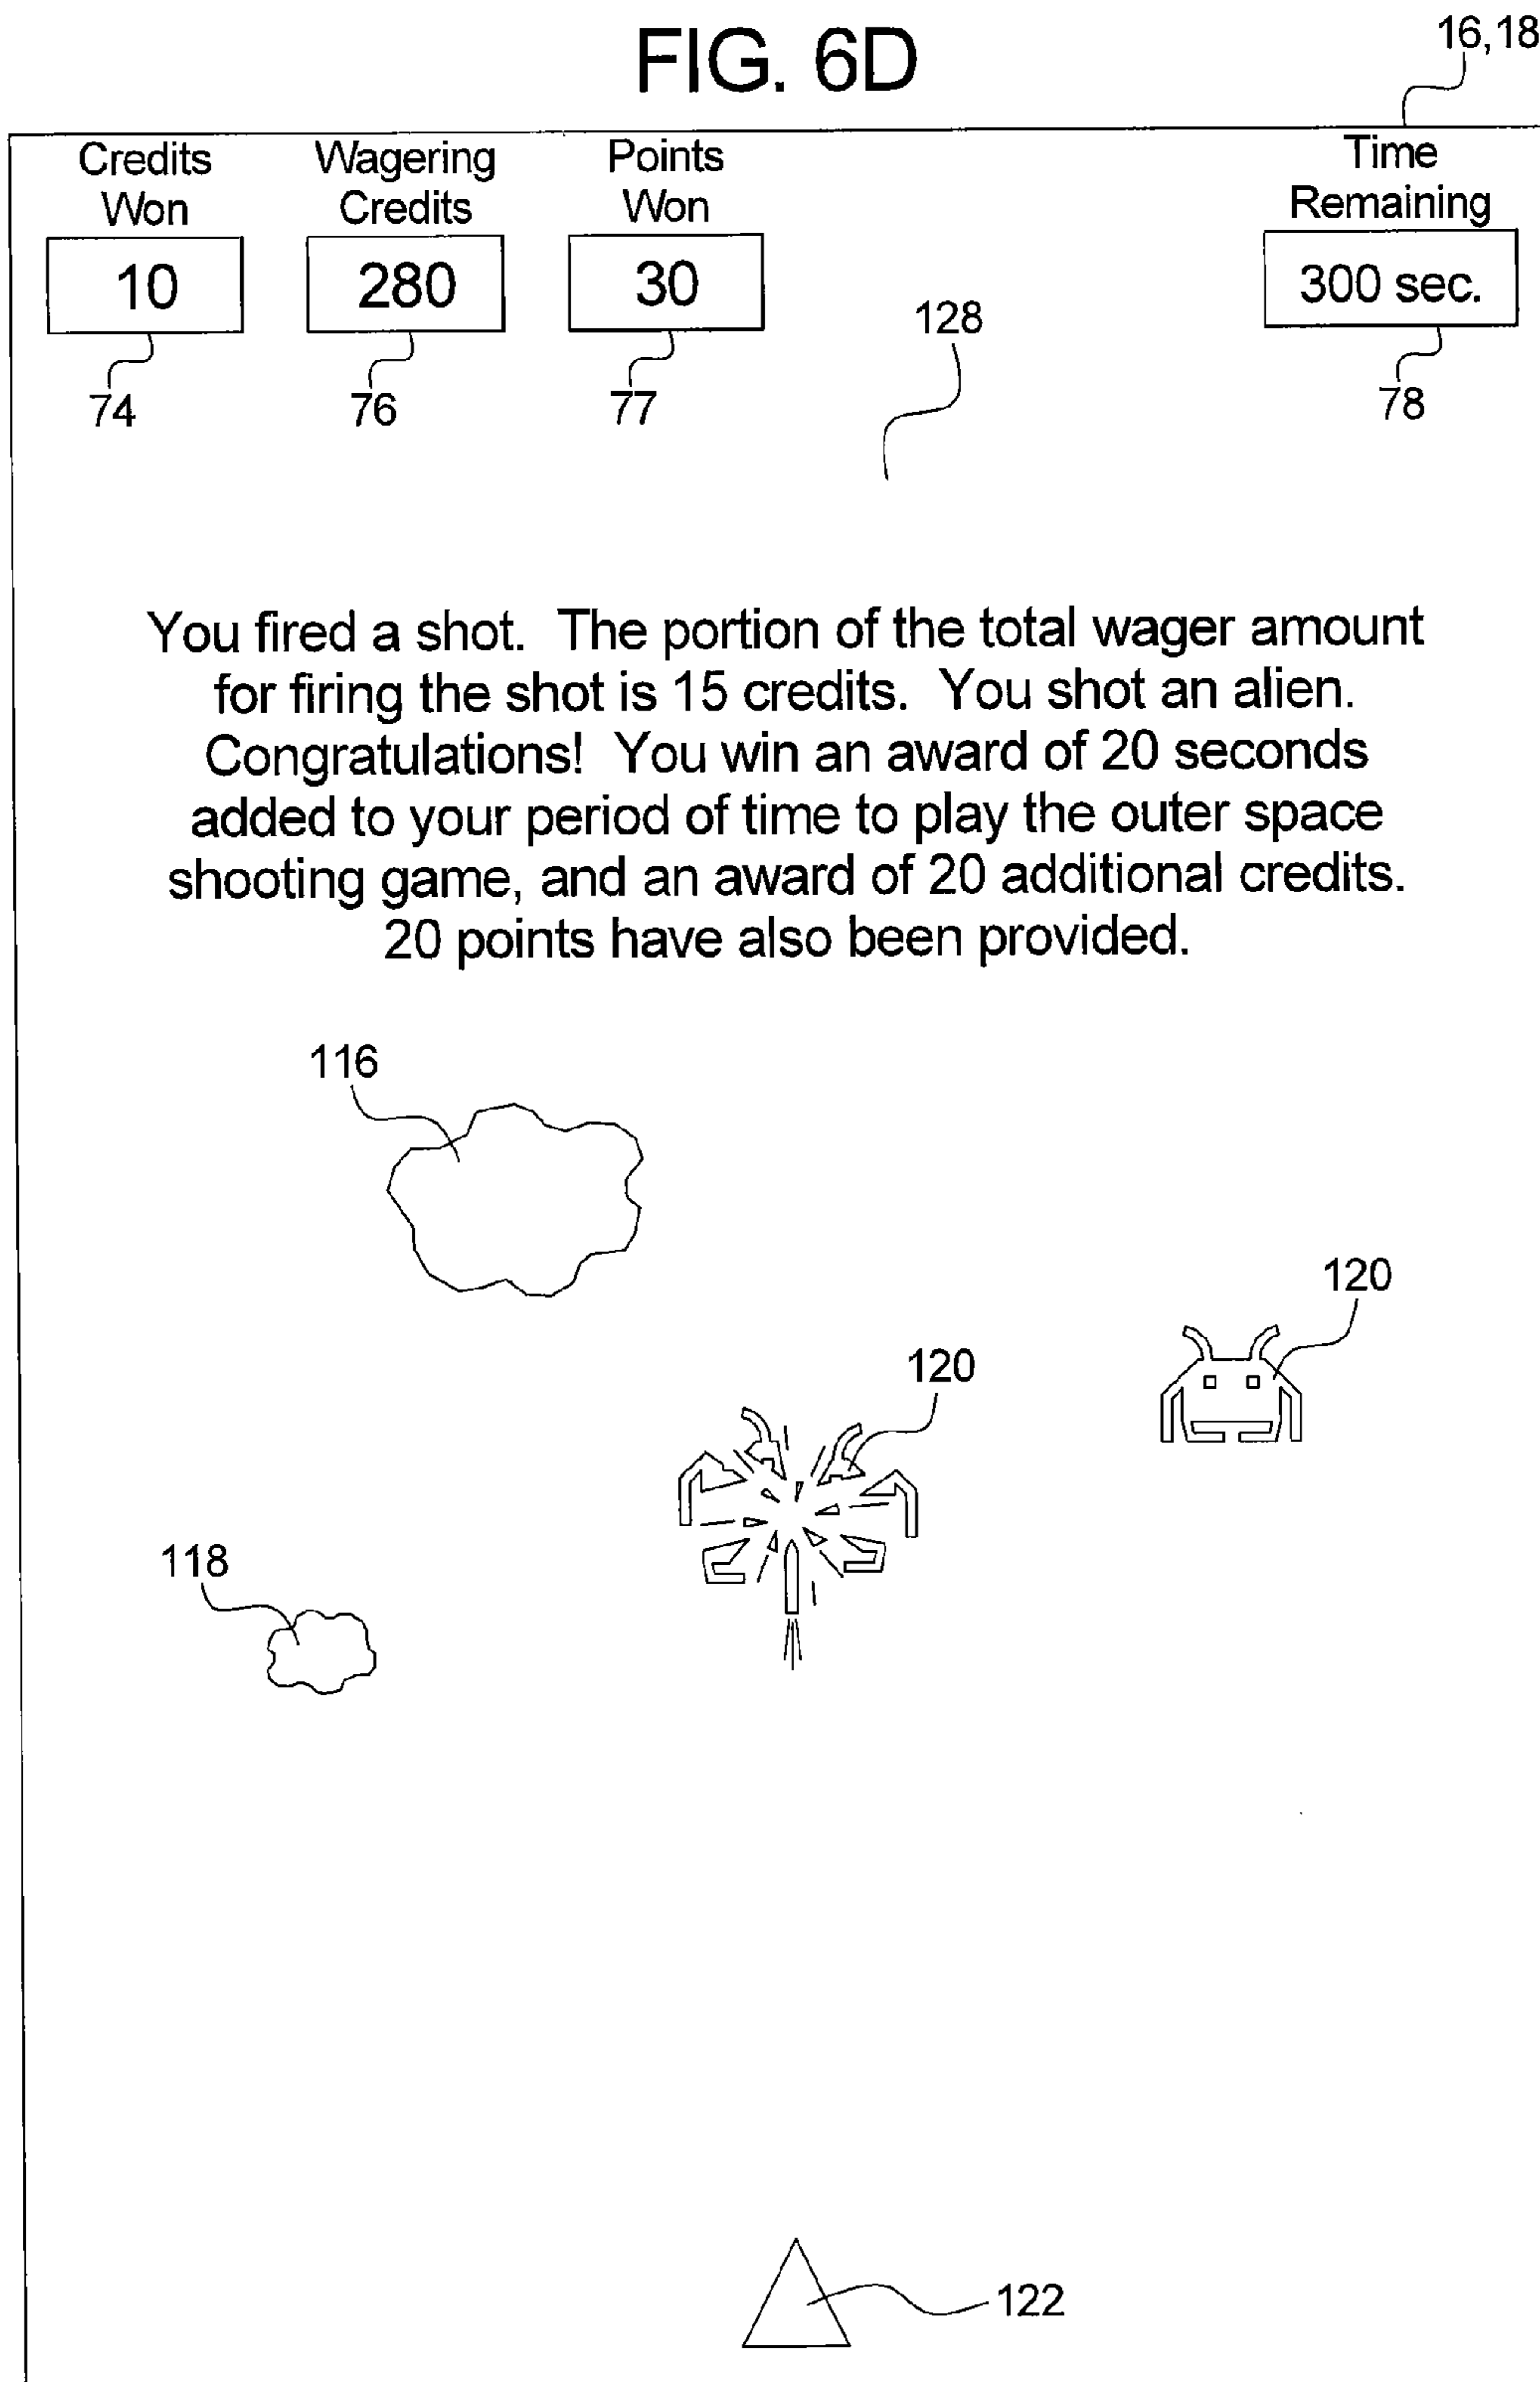 FIG. 6D
16,18
Credits Won
Wagering Credits
Points Won
Time Remaining
10
280
30
300 sec.
74
76
77
128
78
You fired a shot. The portion of the total wager amount
for firing the shot is 15 credits. You shot an alien.
Congratulations! You win an award of 20 seconds
added to your period of time to play the outer space
shooting game, and an award of 20 additional credits.
20 points have also been provided.
116
120
120
118
122